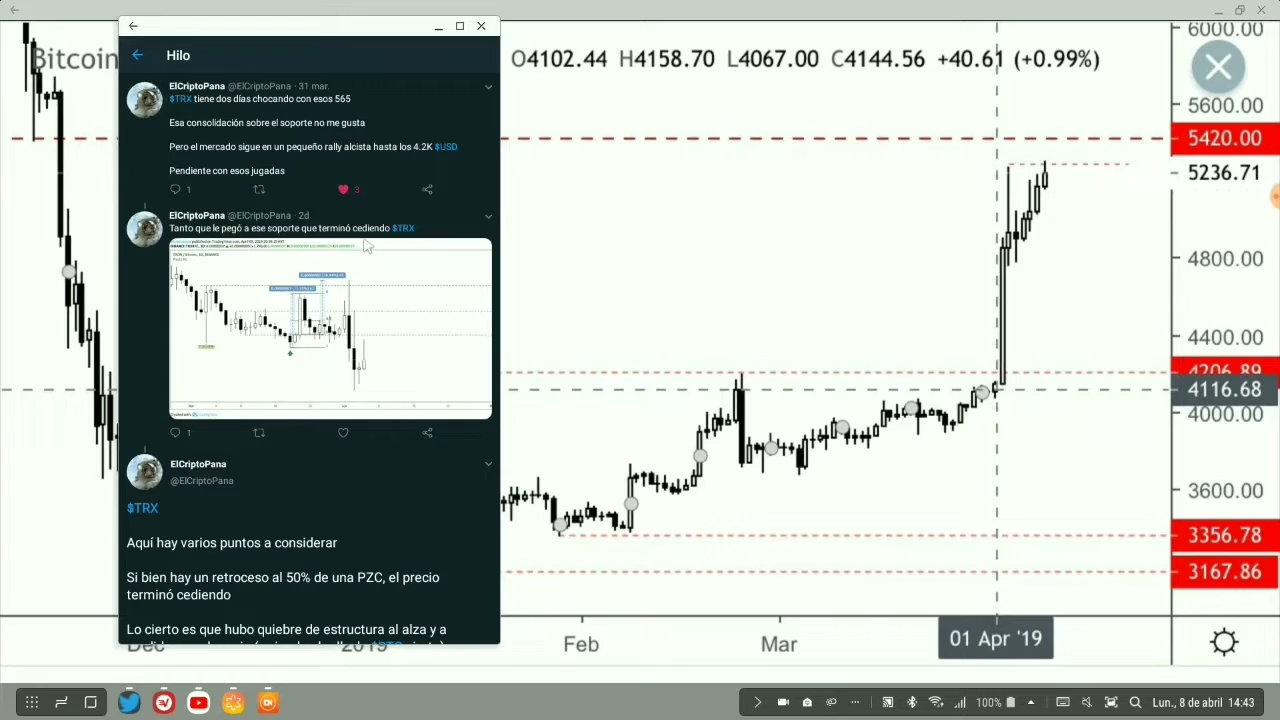 Hilo
ElCriptoPana @ElCriptoPana · 31 mar.
$TRX tiene dos días chocando con esos 565
Esa consolidación sobre el soporte no me gusta
Pero el mercado sigue en un pequeño rally alcista hasta los 4.2K $USD
Pendiente con esos jugadas
1
3
ElCriptoPana @ElCriptoPana · 2d
Tanto que le pegó a ese soporte que terminó cediendo $TRX
1
ElCriptoPana
@ElCriptoPana
$TRX
Aquí hay varios puntos a considerar
Si bien hay un retroceso al 50% de una PZC, el precio
terminó cediendo
Lo cierto es que hubo quiebre de estructura al alza y a
Bitcoin
O4102.44 H4158.70 L4067.00 C4144.56 +40.61 (+0.99%)
6000.00
5600.00
5420.00
5236.71
4800.00
4400.00
4206.89
4116.68
4000.00
3600.00
3356.78
3167.86
Dec
2019
Feb
Mar
01 Apr '19
100%
Lun., 8 de abril
14:43